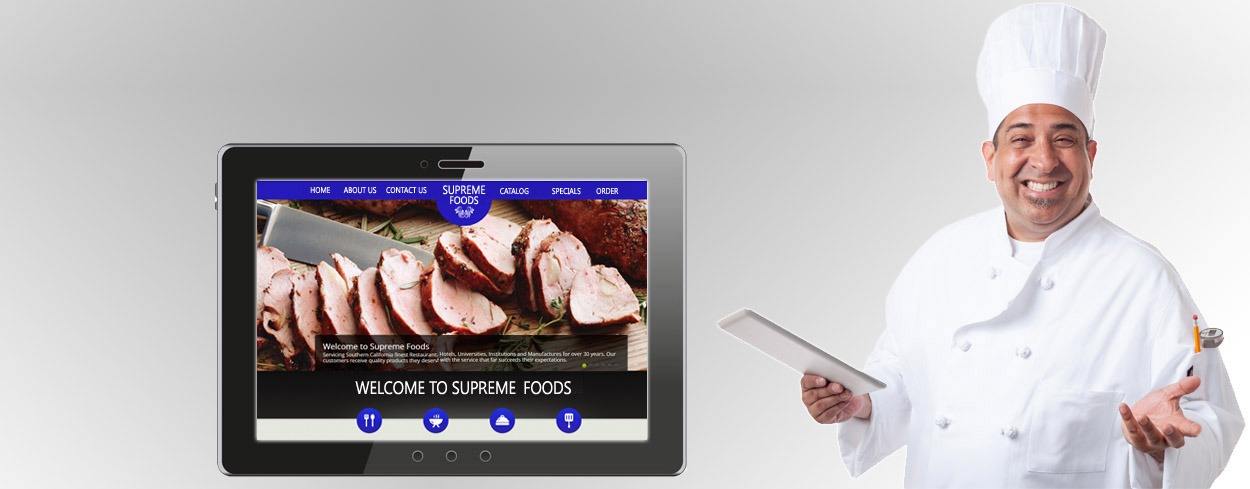 HOME ABOUT US CONTACT US SUPREME FOODS CATALOG SPECIALS ORDER
Welcome to Supreme Foods
Servicing Southern California finest Restaurant, Hotels, Universities, Institutions and Manufactures for over 30 years. Our
customers receive quality products they deserv with the service that far succeeds their expectations.
WELCOME TO SUPREME FOODS